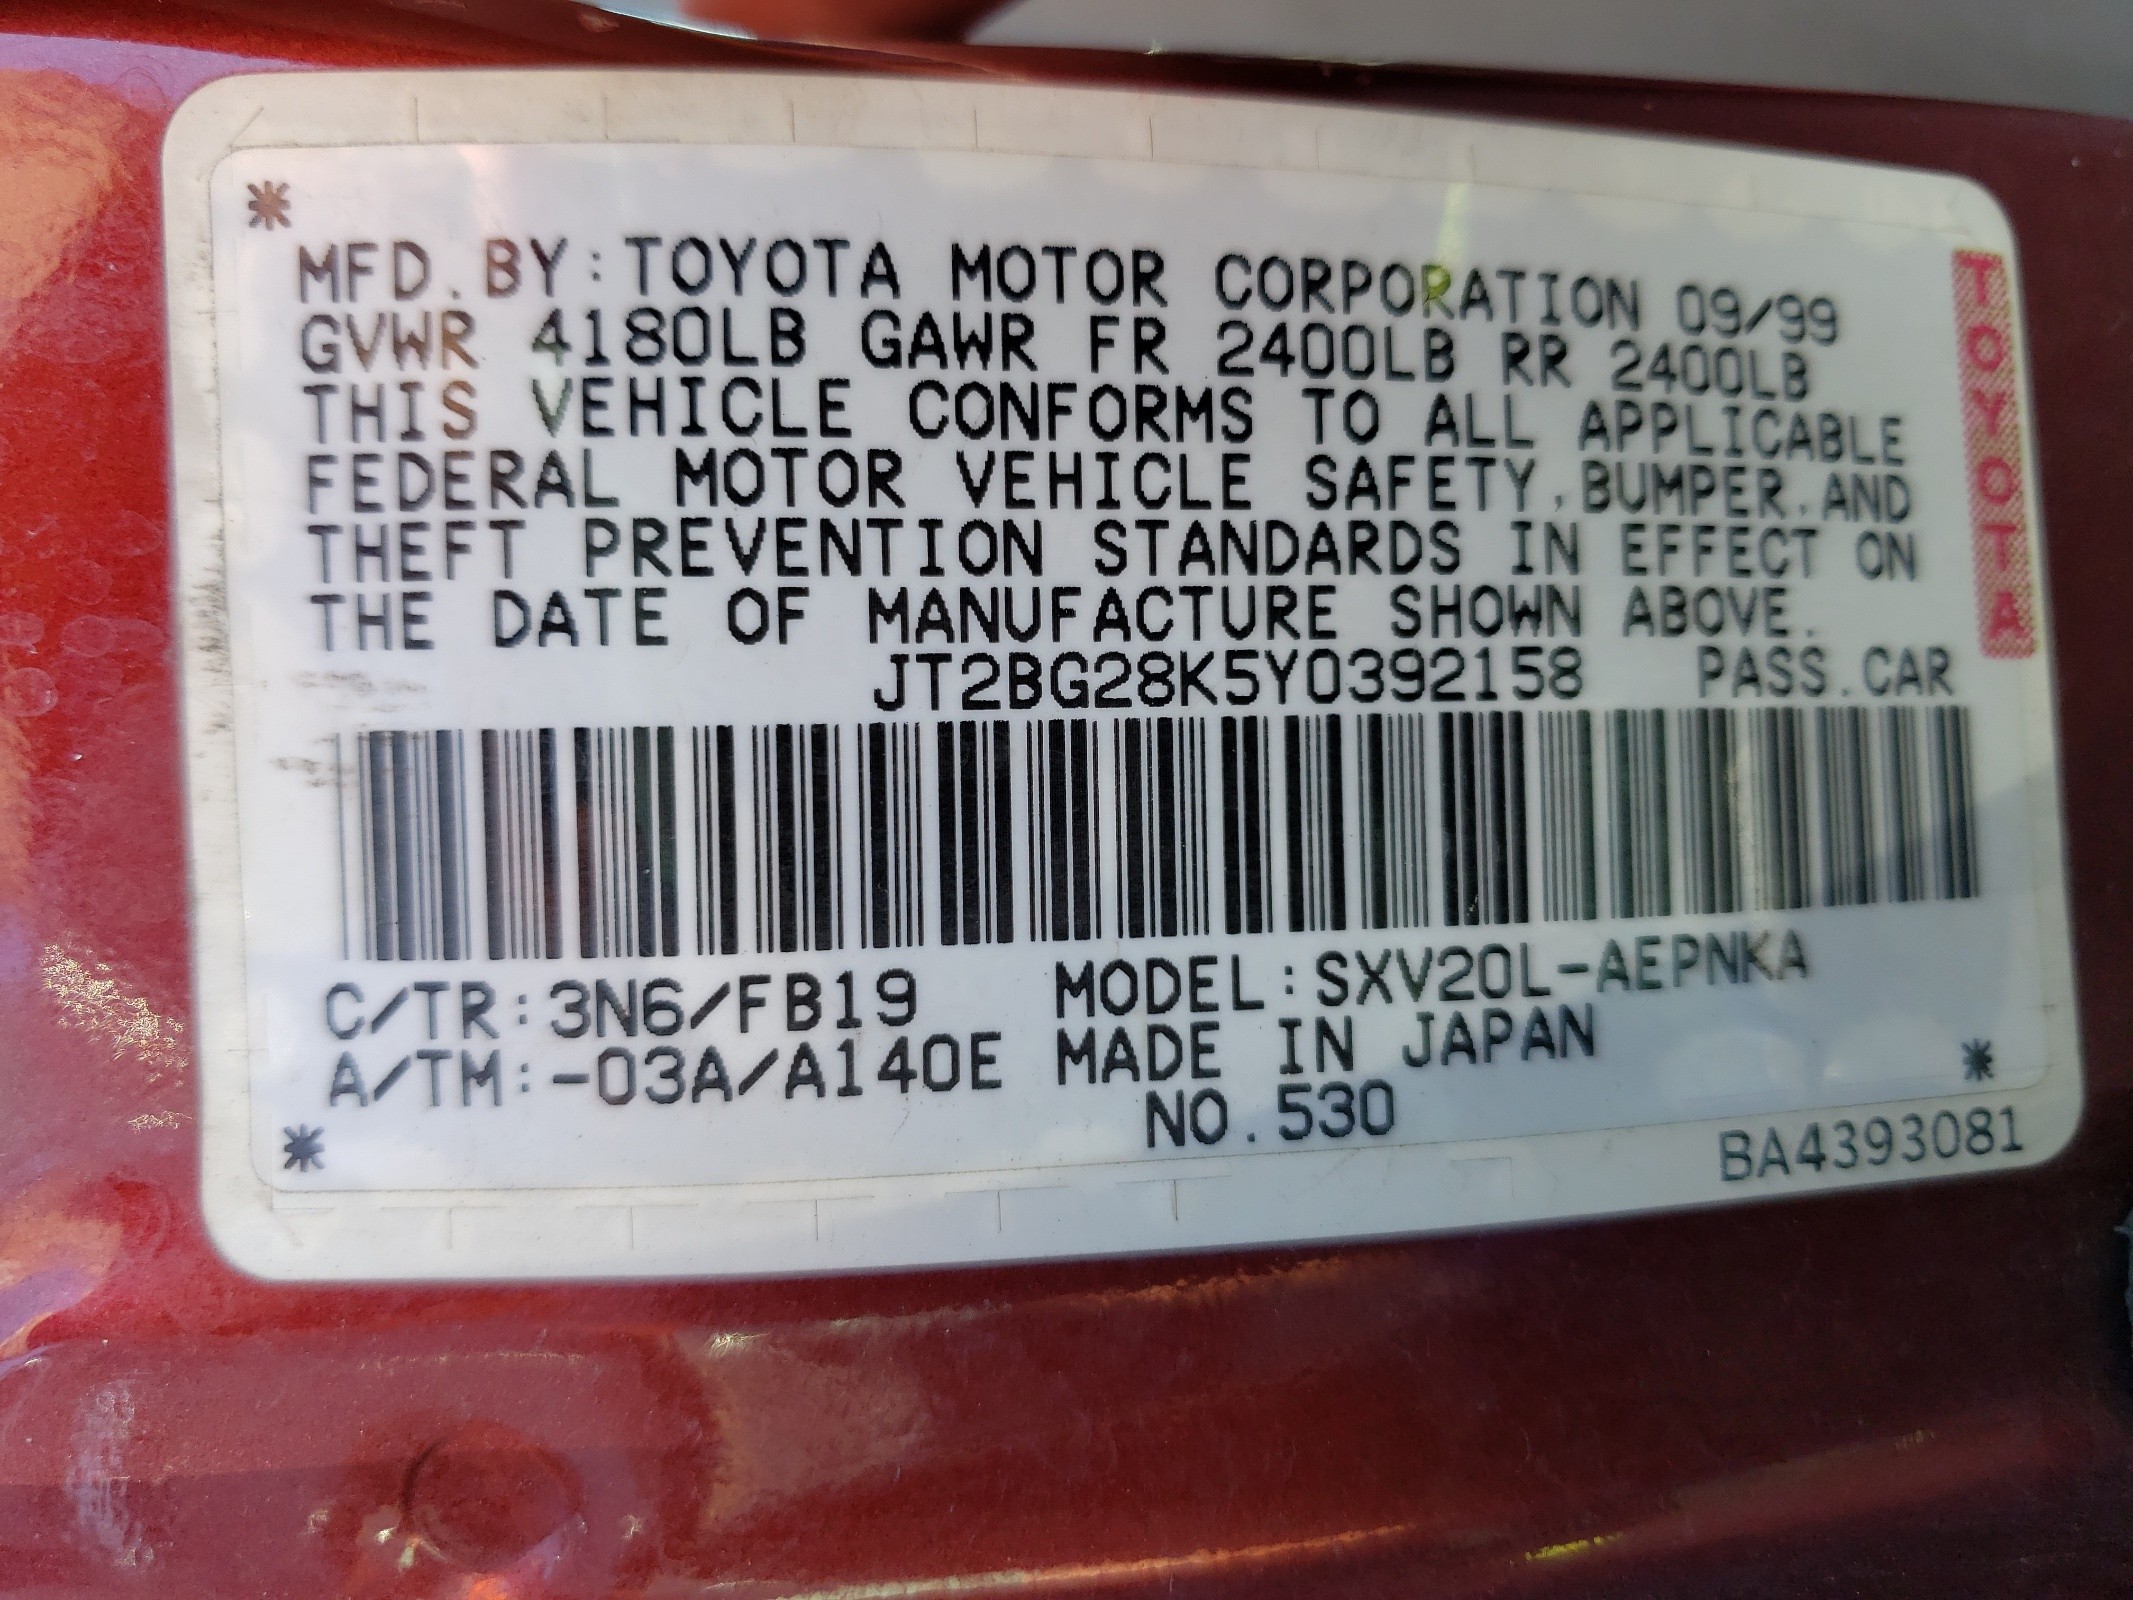 MFD. BY: TOYOTA MOTOR CORPORATION 09/99
GVWR 4180LB GAWR FR 2400LB RR 2400LB
THIS VEHICLE CONFORMS TO ALL APPLICABLE
FEDERAL MOTOR VEHICLE SAFETY, BUMPER, AND
THEFT PREVENTION STANDARDS IN EFFECT ON
THE DATE OF MANUFACTURE SHOWN ABOVE.
JT2BG28K5Y0392158 PASS. CAR
C/TR: 3N6/FB19 MODEL: SXV20L-AEPNKA
A/TM: -03A/A140E MADE IN JAPAN
NO. 530
BA4393081
TOYOTA